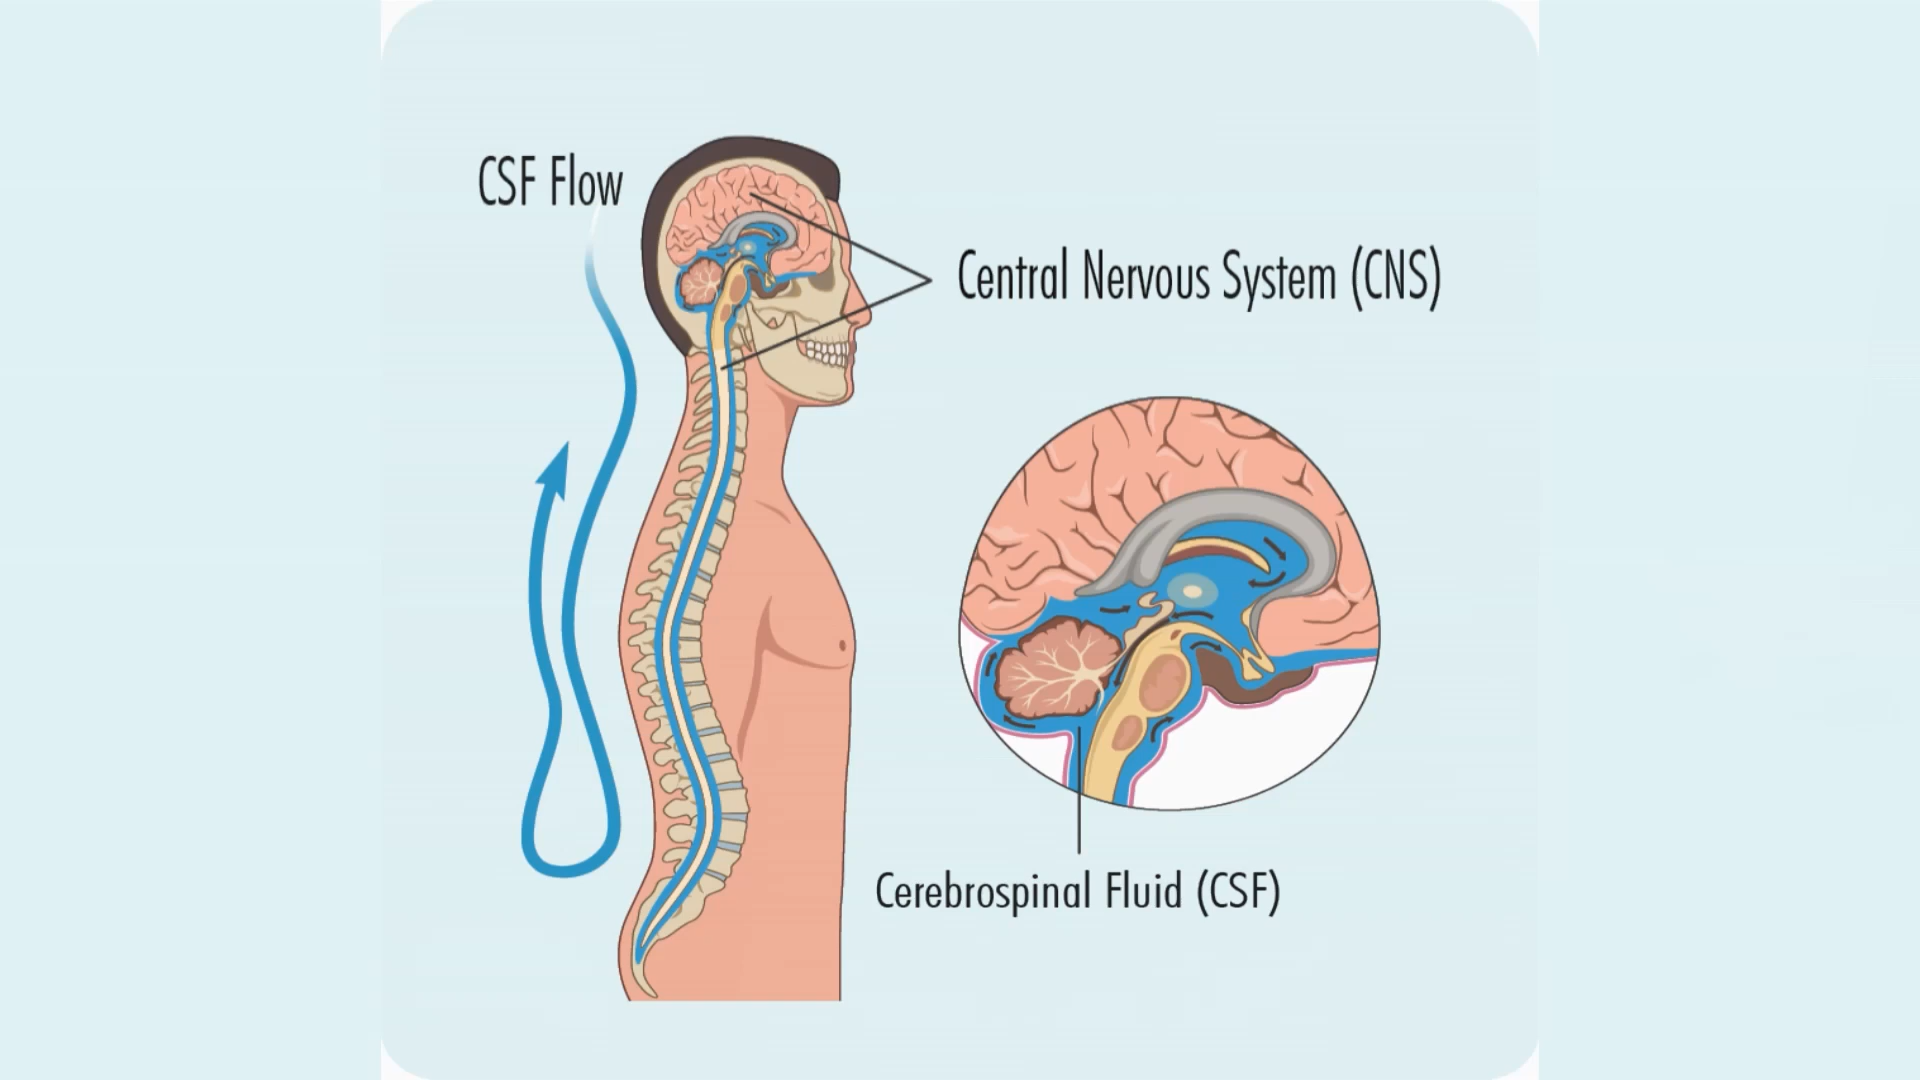 CSF Flow
Central Nervous System (CNS)
Cerebrospinal Fluid (CSF)